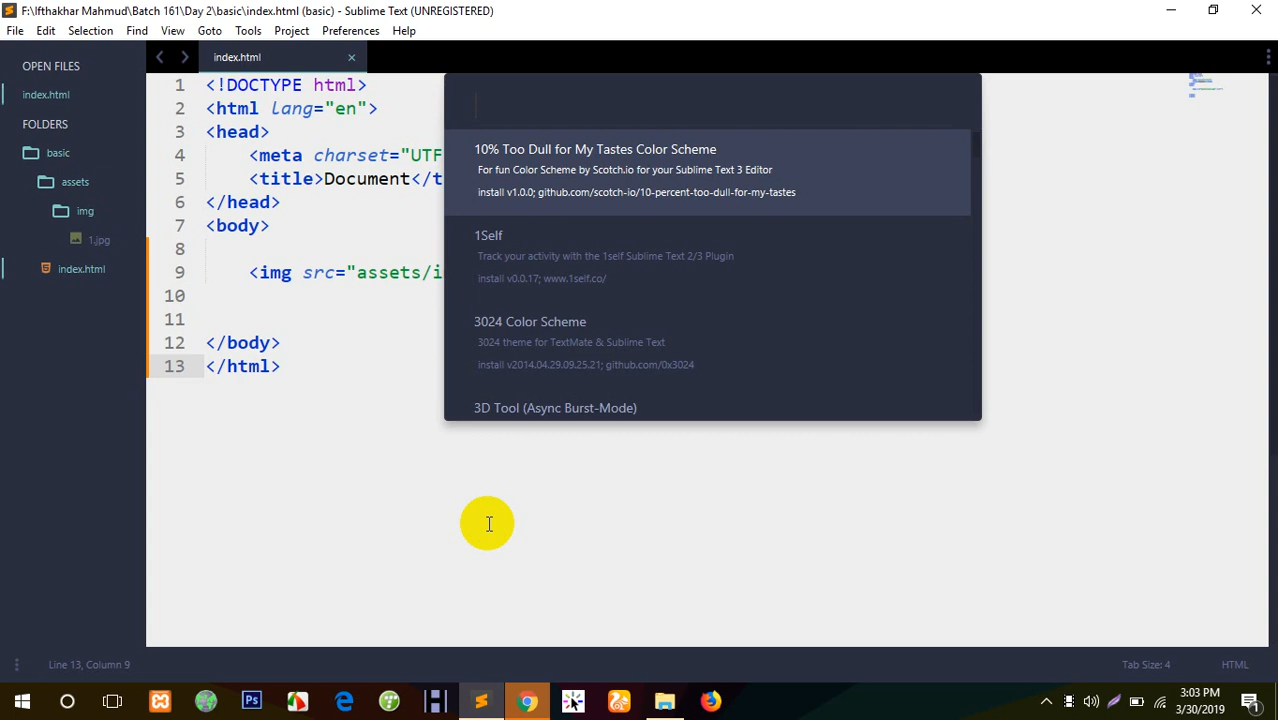 F:\Ifthakhar Mahmud\Batch 161\Day 2\basic\index.html (basic) - Sublime Text (UNREGISTERED)
File Edit Selection Find View Goto Tools Project Preferences Help
OPEN FILES
index.html
FOLDERS
basic
assets
img
1.jpg
index.html
index.html
1 <!DOCTYPE html>
2 <html lang="en">
3 <head>
4 <meta charset="UTF
5 <title>Document</t
6 </head>
7 <body>
8
9 <img src="assets/i
10
11
12 </body>
13 </html>
10% Too Dull for My Tastes Color Scheme
For fun Color Scheme by Scotch.io for your Sublime Text 3 Editor
install v1.0.0; github.com/scotch-io/10-percent-too-dull-for-my-tastes
1Self
Track your activity with the 1self Sublime Text 2/3 Plugin
install v0.0.17; www.1self.co/
3024 Color Scheme
3024 theme for TextMate & Sublime Text
install v2014.04.29.09.25.21; github.com/0x3024
3D Tool (Async Burst-Mode)
Line 13, Column 9
Tab Size: 4
HTML
Ps
3:03 PM
3/30/2019
1